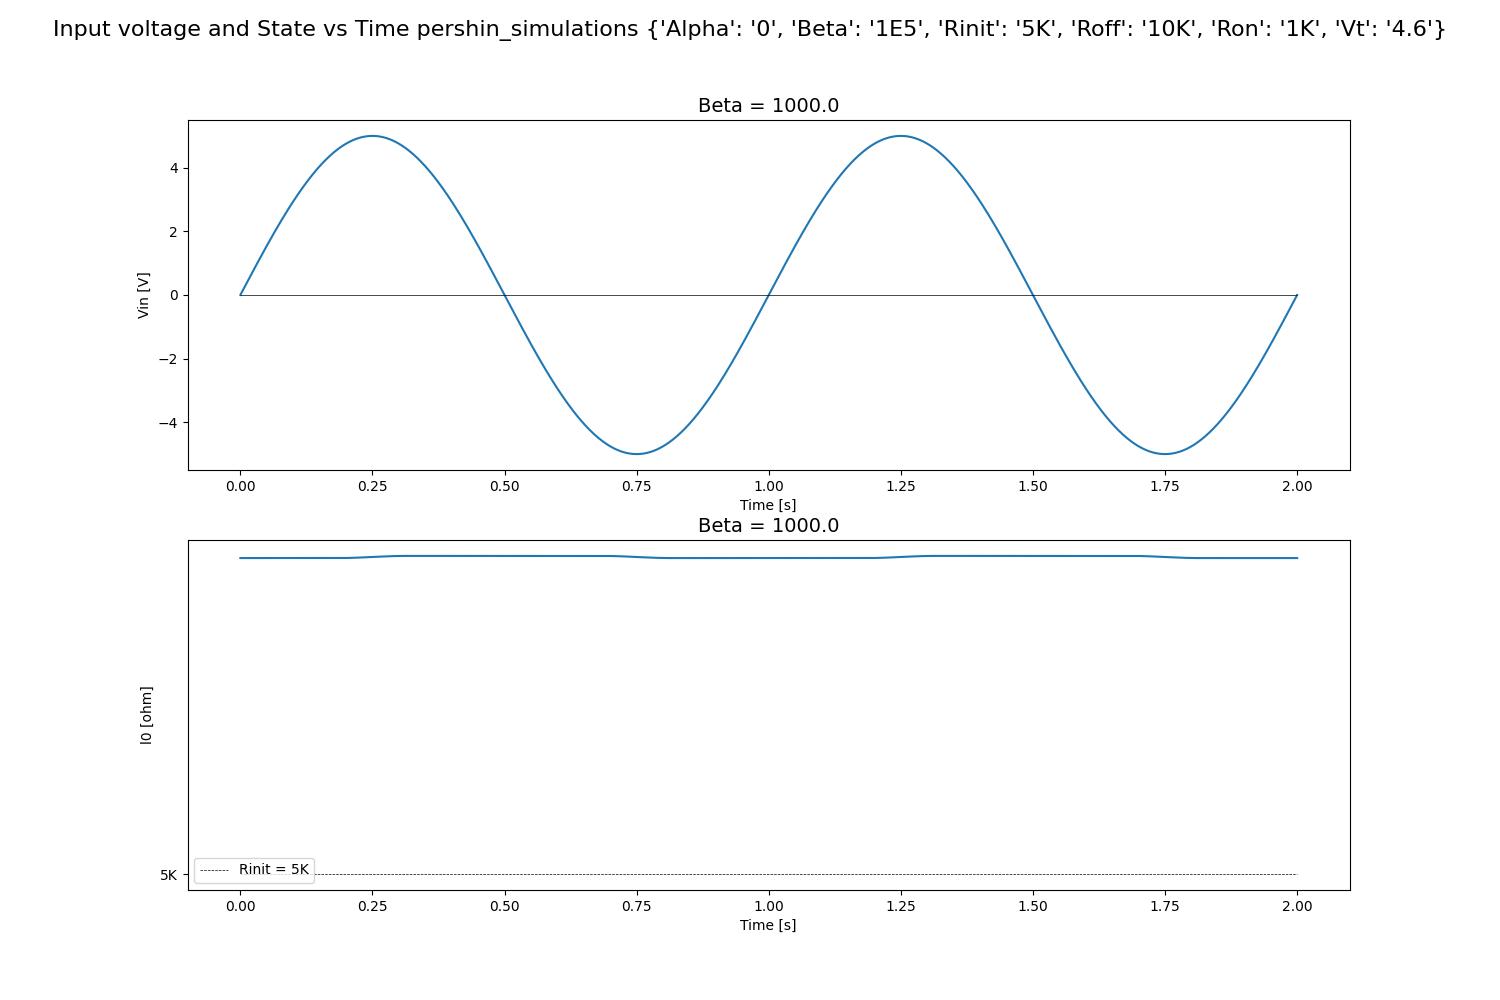 Input voltage and State vs Time pershin_simulations {'Alpha': '0', 'Beta': '1E5', 'Rinit': '5K', 'Roff': '10K', 'Ron': '1K', 'Vt': '4.6'}
Beta = 1000.0
4
2
0
−2
−4
Vin [V]
0.00 0.25 0.50 0.75 1.00 1.25 1.50 1.75 2.00
Time [s]
Beta = 1000.0
l0 [ohm]
5K
Rinit = 5K
0.00 0.25 0.50 0.75 1.00 1.25 1.50 1.75 2.00
Time [s]